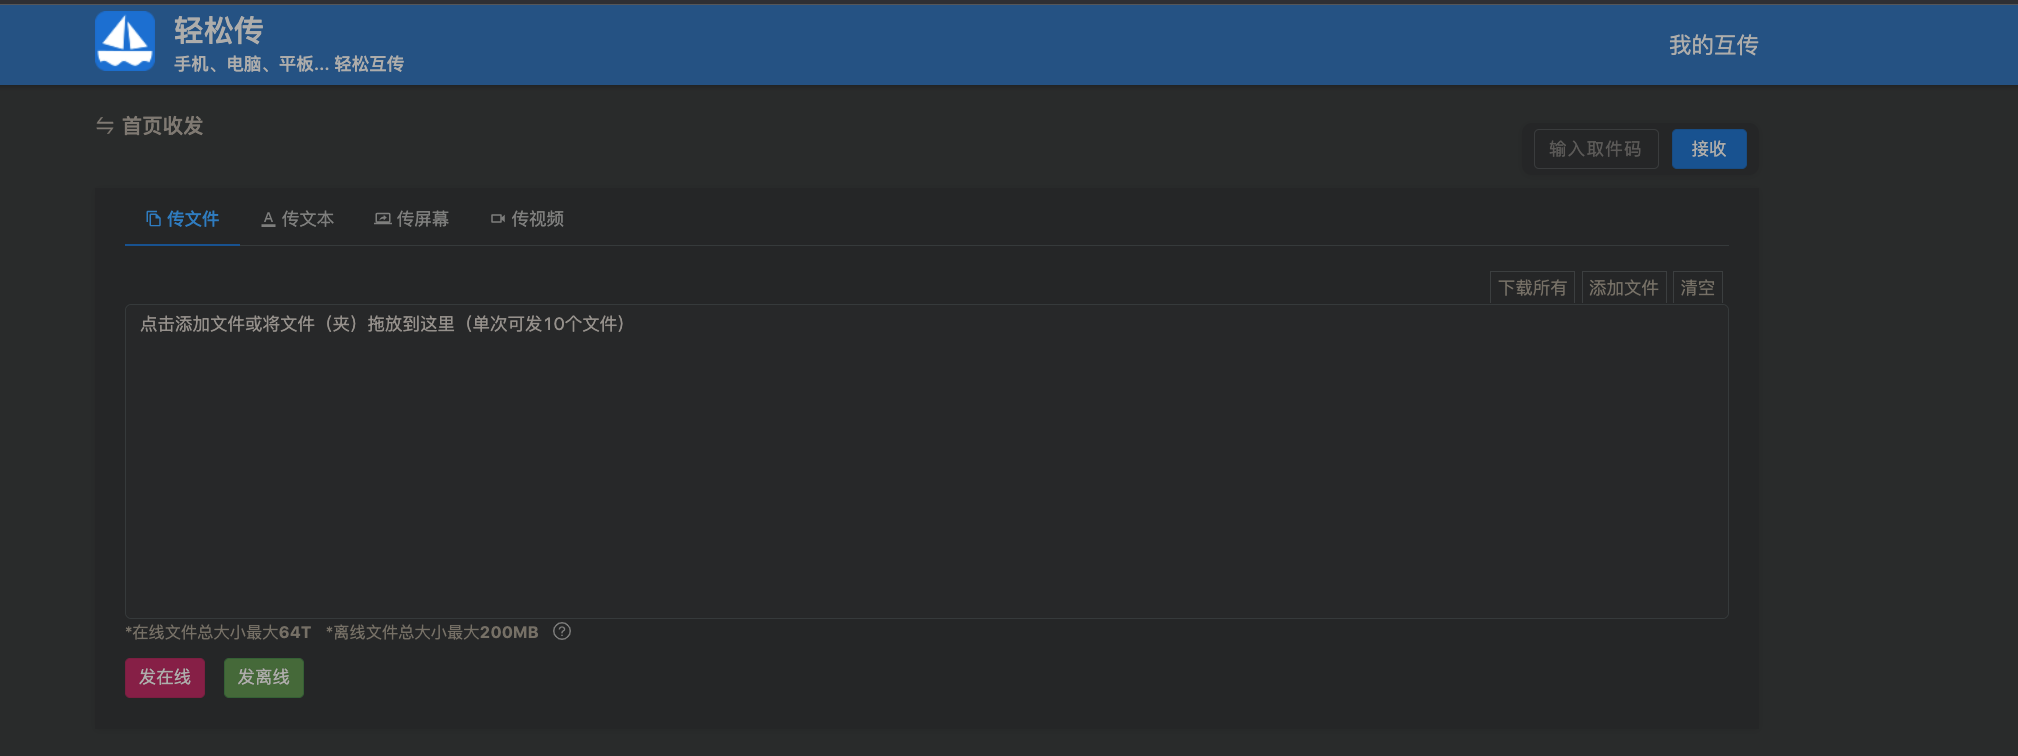 轻松传
手机、电脑、平板... 轻松互传
我的互传
首页收发
输入取件码
接收
传文件
传文本
传屏幕
传视频
下载所有
添加文件
清空
点击添加文件或将文件（夹）拖放到这里（单次可发10个文件）
*在线文件总大小最大64T *离线文件总大小最大200MB ?
发在线
发离线